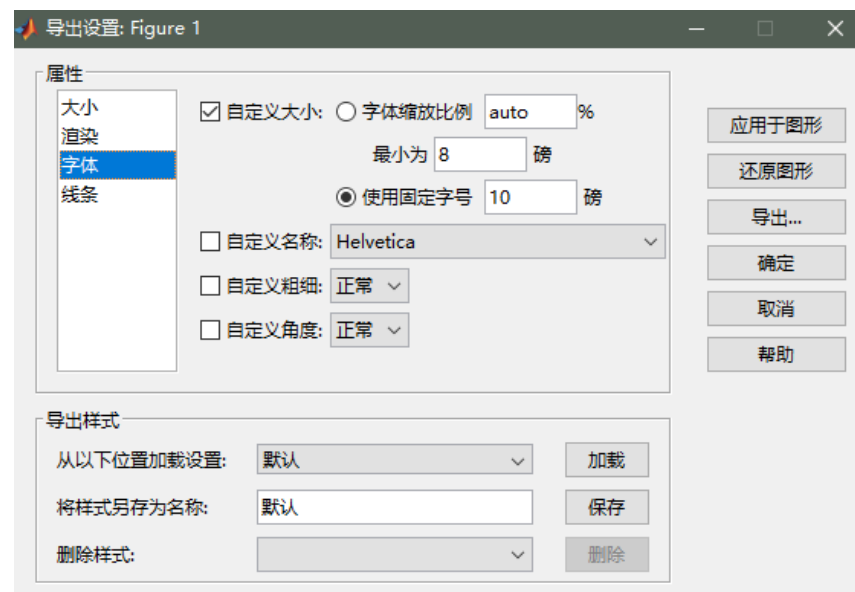 导出设置: Figure 1
属性
大小
渲染
字体
线条
自定义大小: 字体缩放比例 auto %
最小为 8 磅
使用固定字号 10 磅
自定义名称: Helvetica
自定义粗细: 正常
自定义角度: 正常
应用于图形
还原图形
导出...
确定
取消
帮助
导出样式
从以下位置加载设置: 默认 加载
将样式另存为名称: 默认 保存
删除样式: 删除